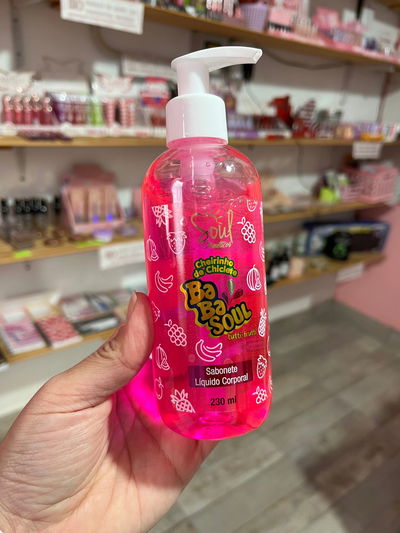 Soul
Cheirinho
de Chiclete
BA
BA
SOUL
tutti-frutti
Sabonete
Líquido Corporal
230 ml